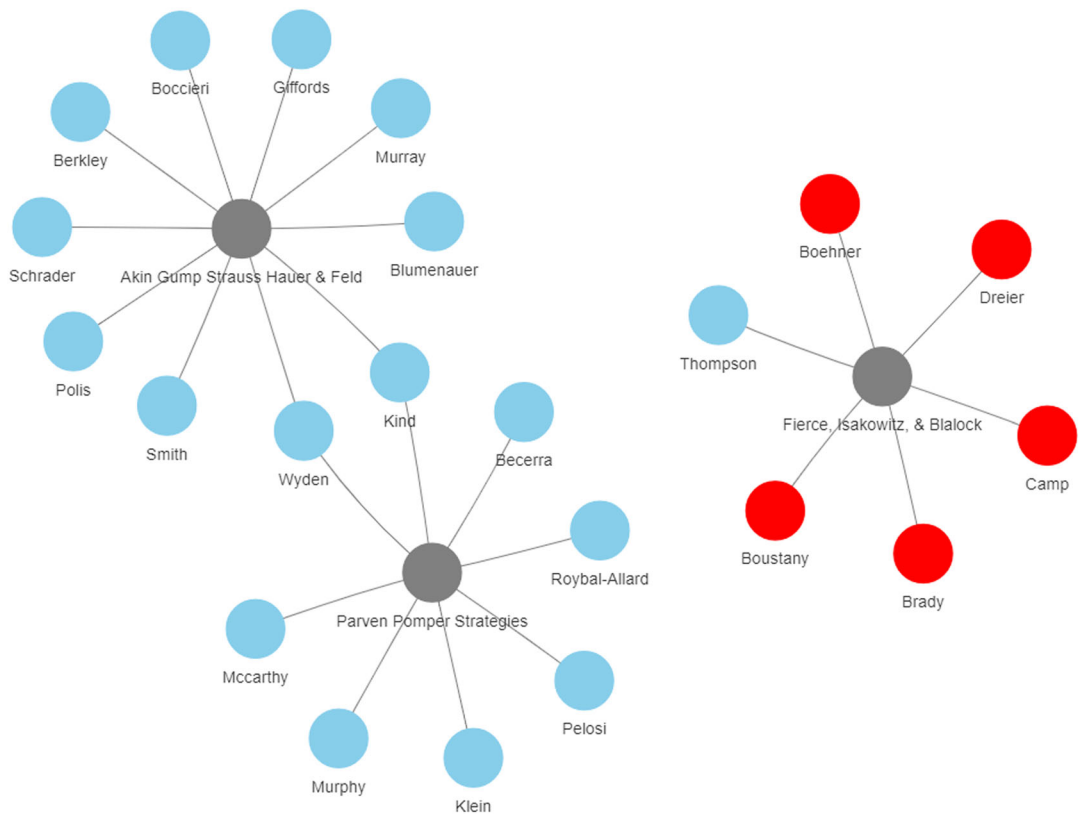 Boccieri
Giffords
Berkley
Murray
Schrader
Akin Gump Strauss Hauer & Feld
Blumenauer
Polis
Smith
Wyden
Kind
Becerra
Roybal-Allard
Parven Pomper Strategies
Mccarthy
Murphy
Klein
Pelosi
Boehner
Dreier
Thompson
Fierce, Isakowitz, & Blalock
Camp
Boustany
Brady